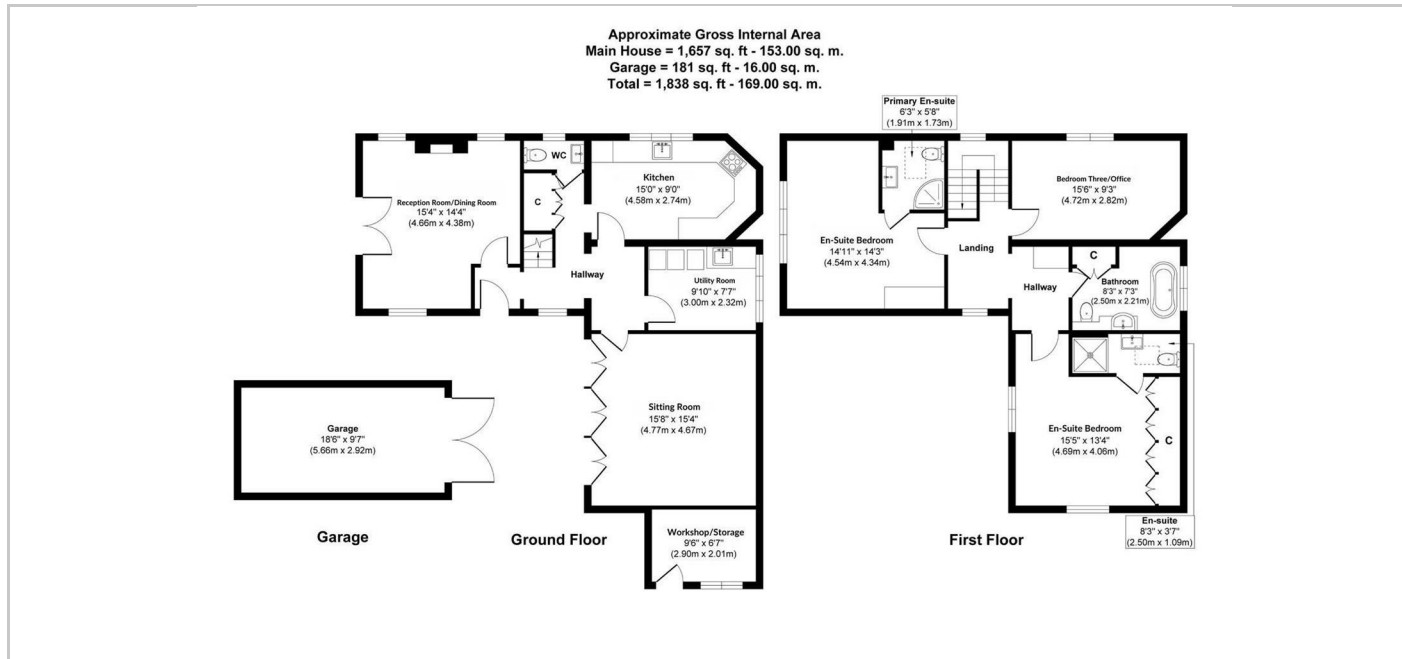 Approximate Gross Internal Area
Main House = 1,657 sq. ft - 153.00 sq. m.
Garage = 181 sq. ft - 16.00 sq. m.
Total = 1,838 sq. ft - 169.00 sq. m.
Primary En-suite
6'3" x 5'8"
(1.91m x 1.73m)
WC
C
Kitchen
15'0" x 9'0"
(4.58m x 2.74m)
Reception Room/Dining Room
15'4" x 14'4"
(4.66m x 4.38m)
Hallway
Utility Room
9'10" x 7'7"
(3.00m x 2.32m)
Sitting Room
15'8" x 15'4"
(4.77m x 4.67m)
Workshop/Storage
9'6" x 6'7"
(2.90m x 2.01m)
Garage
18'6" x 9'7"
(5.66m x 2.92m)
Garage
Ground Floor
En-Suite Bedroom
14'11" x 14'3"
(4.54m x 4.34m)
Landing
Bedroom Three/Office
15'6" x 9'3"
(4.72m x 2.82m)
Hallway
C
Bathroom
8'3" x 7'3"
(2.50m x 2.21m)
En-Suite Bedroom
15'5" x 13'4"
(4.69m x 4.06m)
C
En-suite
8'3" x 3'7"
(2.50m x 1.09m)
First Floor